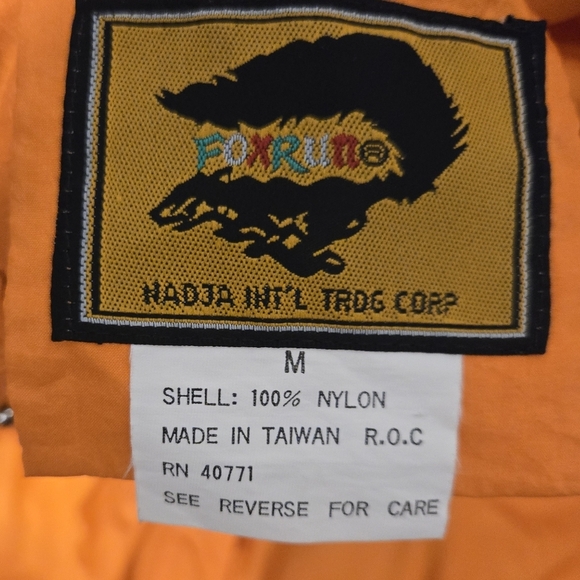 FOXRUN®
NADJA INT'L TRDG CORP
M
SHELL: 100% NYLON
MADE IN TAIWAN R.O.C
RN 40771
SEE REVERSE FOR CARE